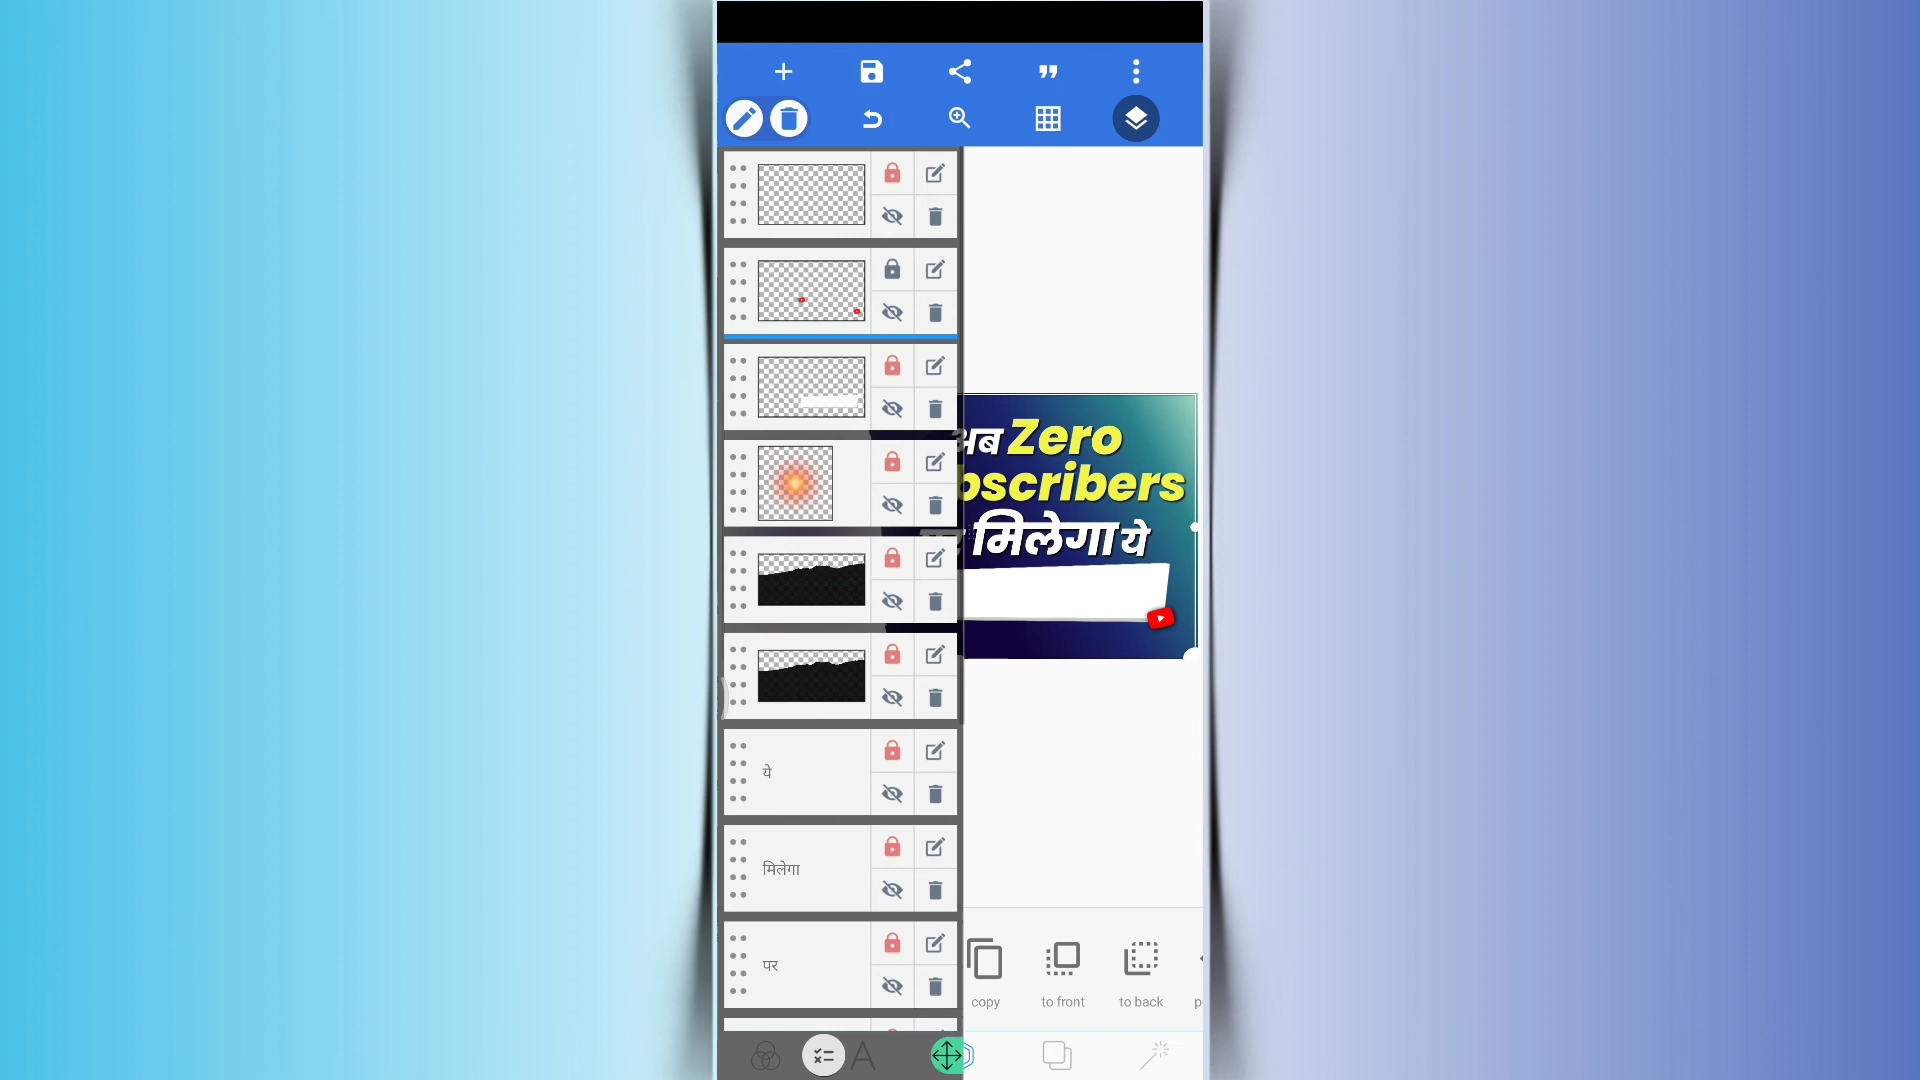 अब Zero
bscribers
मिलेगा ये
ये
मिलेगा
पर
copy
to front
to back